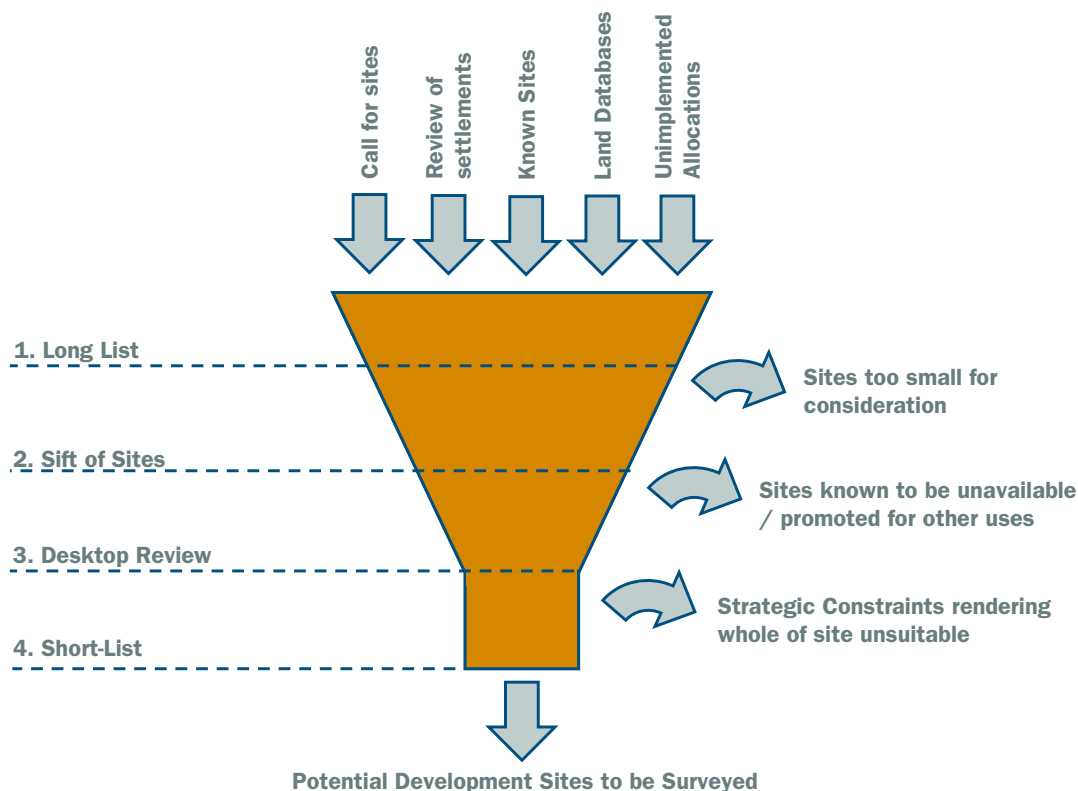 Call for sites
Review of
settlements
Known Sites
Land Databases
Unimplemented
Allocations
1. Long List
Sites too small for
consideration
2. Sift of Sites
Sites known to be unavailable
/ promoted for other uses
3. Desktop Review
Strategic Constraints rendering
whole of site unsuitable
4. Short-List
Potential Development Sites to be Surveyed